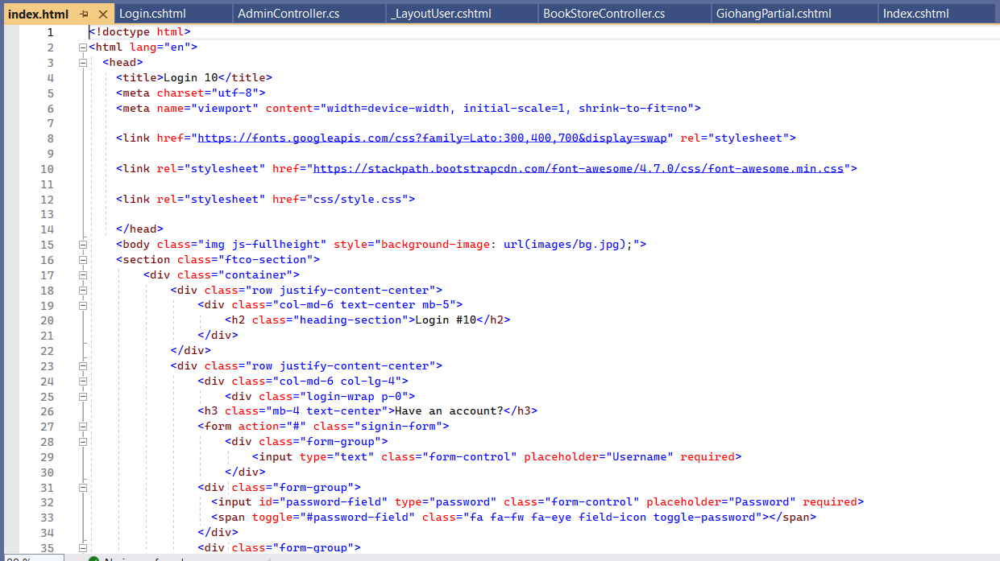 index.html Login.cshtml AdminController.cs _LayoutUser.cshtml BookStoreController.cs GiohangPartial.cshtml Index.cshtml
1 <!doctype html>
2 <html lang="en">
3 <head>
4 <title>Login 10</title>
5 <meta charset="utf-8">
6 <meta name="viewport" content="width=device-width, initial-scale=1, shrink-to-fit=no">
7
8 <link href="https://fonts.googleapis.com/css?family=Lato:300,400,700&display=swap" rel="stylesheet">
9
10 <link rel="stylesheet" href="https://stackpath.bootstrapcdn.com/font-awesome/4.7.0/css/font-awesome.min.css">
11
12 <link rel="stylesheet" href="css/style.css">
13
14 </head>
15 <body class="img js-fullheight" style="background-image: url(images/bg.jpg);">
16 <section class="ftco-section">
17 <div class="container">
18 <div class="row justify-content-center">
19 <div class="col-md-6 text-center mb-5">
20 <h2 class="heading-section">Login #10</h2>
21 </div>
22 </div>
23 <div class="row justify-content-center">
24 <div class="col-md-6 col-lg-4">
25 <div class="login-wrap p-0">
26 <h3 class="mb-4 text-center">Have an account?</h3>
27 <form action="#" class="signin-form">
28 <div class="form-group">
29 <input type="text" class="form-control" placeholder="Username" required>
30 </div>
31 <div class="form-group">
32 <input id="password-field" type="password" class="form-control" placeholder="Password" required>
33 <span toggle="#password-field" class="fa fa-fw fa-eye field-icon toggle-password"></span>
34 </div>
35 <div class="form-group">